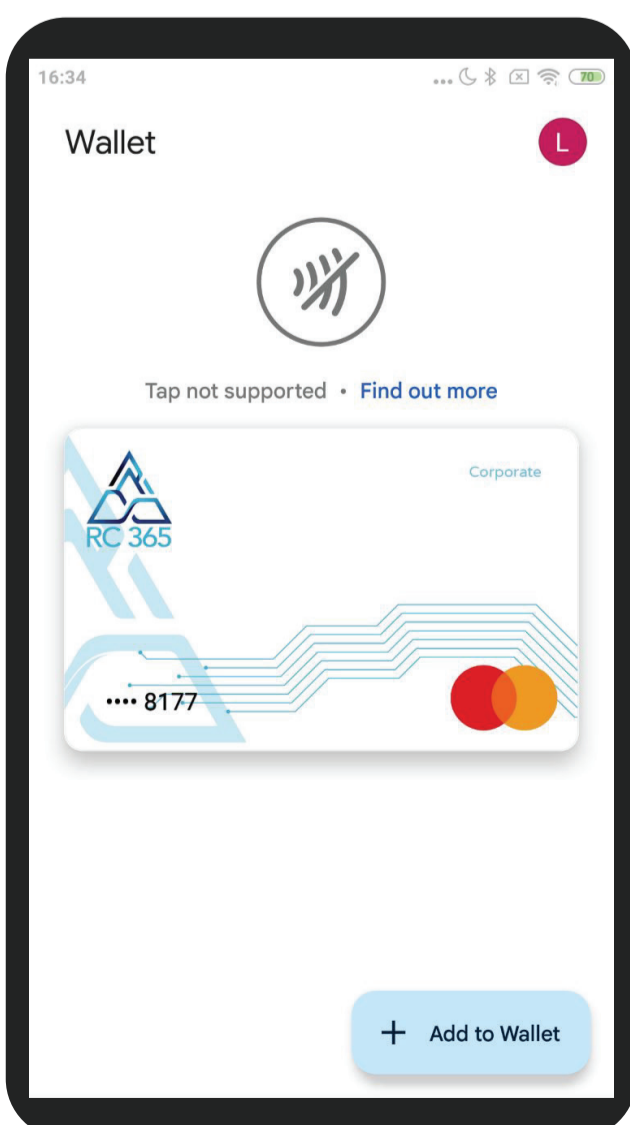 16:34
70
Wallet
L
Tap not supported • Find out more
Corporate
RC 365
•••• 8177
+ Add to Wallet